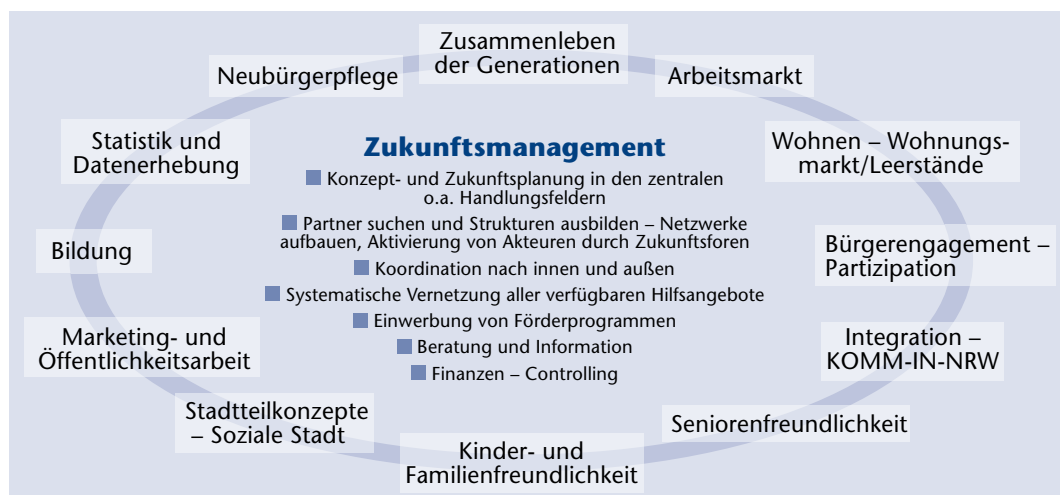 Zusammenleben
der Generationen
Neubürgerpflege
Arbeitsmarkt
Statistik und
Datenerhebung
Wohnen – Wohnungs-
markt/Leerstände
Zukunftsmanagement
Konzept- und Zukunftsplanung in den zentralen
o.a. Handlungsfeldern
Partner suchen und Strukturen ausbilden – Netzwerke
aufbauen, Aktivierung von Akteuren durch Zukunftsforen
Koordination nach innen und außen
Systematische Vernetzung aller verfügbaren Hilfsangebote
Einwerbung von Förderprogrammen
Beratung und Information
Finanzen – Controlling
Bildung
Bürgerengagement –
Partizipation
Marketing- und
Öffentlichkeitsarbeit
Integration –
KOMM-IN-NRW
Stadtteilkonzepte
– Soziale Stadt
Seniorenfreundlichkeit
Kinder- und
Familienfreundlichkeit